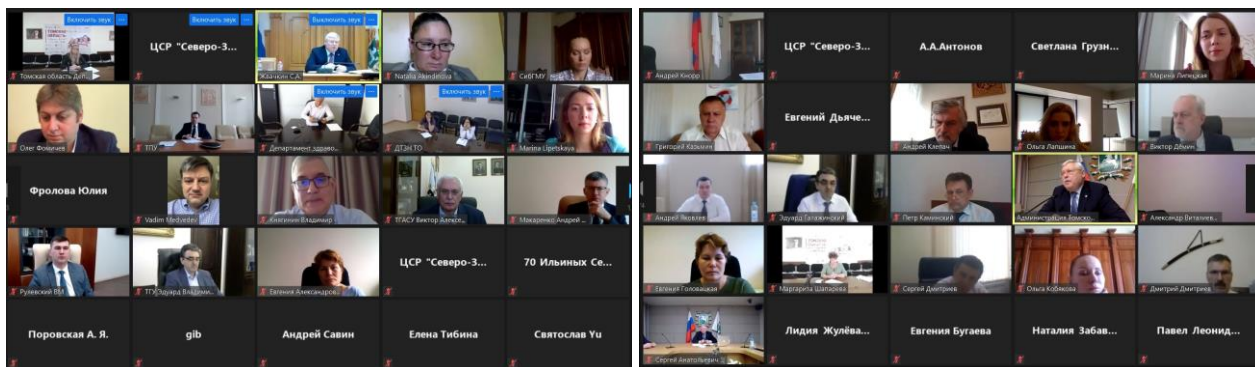 Включить звук
Включить звук
Выключить звук
ЦСР "Северо-З...
Томская область Деп...
Жвачкин С.А.
СибГМУ
Олег Фомичев
ТПУ
Включить звук
Включить звук
Департамент здраво...
ДТЗН ТО
Marina Lipetskaya
Фролова Юлия
Vadim Medvedev
Княгинин Владимир
ТГАСУ Виктор Алексе...
Макаренко Андрей ...
ЦСР "Северо-З...
70 Ильиных Се...
Рулевский ВМ
ТГУ Эдуард Владими...
Евгения Александров...
Поровская А. Я.
gib
Андрей Савин
Елена Тибина
Святослав Yu
ЦСР "Северо-З...
А.А.Антонов
Светлана Грузн...
Андрей Кнорр
Марина Липецкая
Евгений Дьяче...
Григорий Казьмин
Андрей Клепач
Ольга Лапшина
Виктор Дёмин
Андрей Яковлев
Эдуард Галажинский
Петр Каминский
Администрация Томско...
Александр Виталиев...
Евгения Головацкая
Маргарита Шапарева
Сергей Дмитриев
Ольга Кобякова
Дмитрий Дмитриев
Лидия Жулёва...
Евгения Бугаева
Наталия Забав...
Павел Леонид...
Сергей Анатольевич